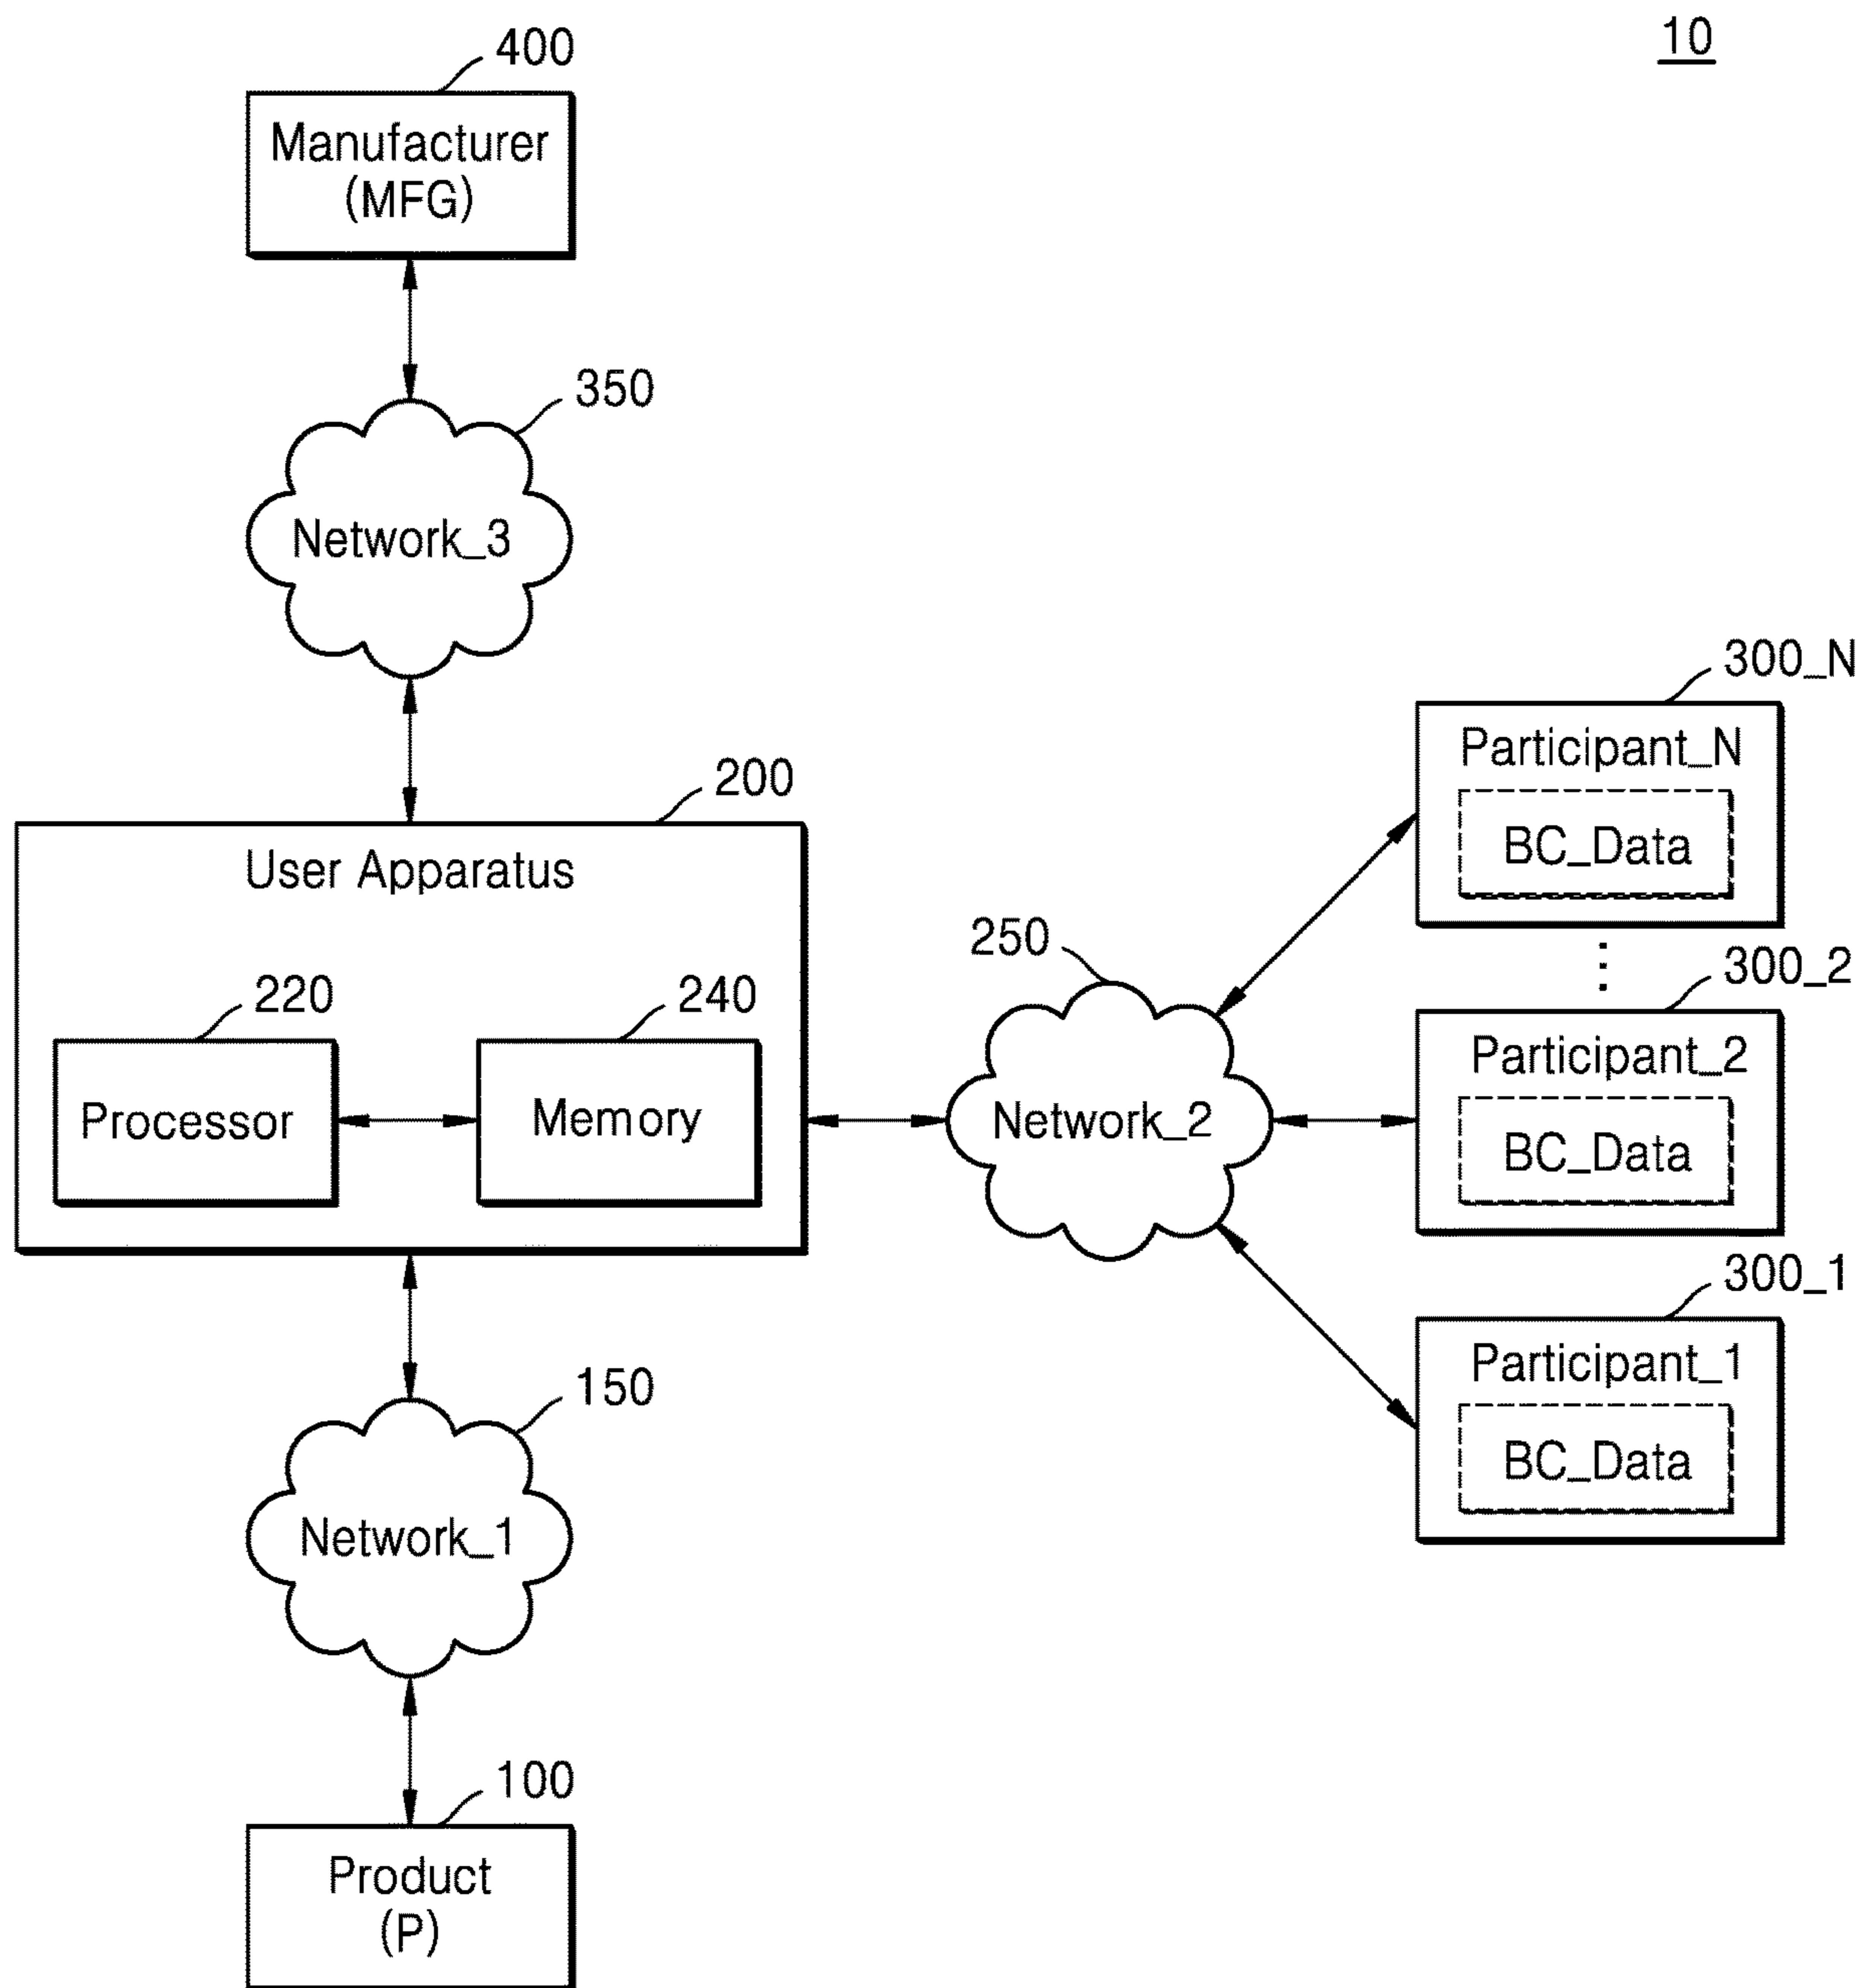 10
400
Manufacturer
(MFG)
350
Network_3
200
User Apparatus
220
Processor
240
Memory
250
Network_2
300_N
Participant_N
BC_Data
⋮
300_2
Participant_2
BC_Data
300_1
Participant_1
BC_Data
150
Network_1
100
Product
(P)